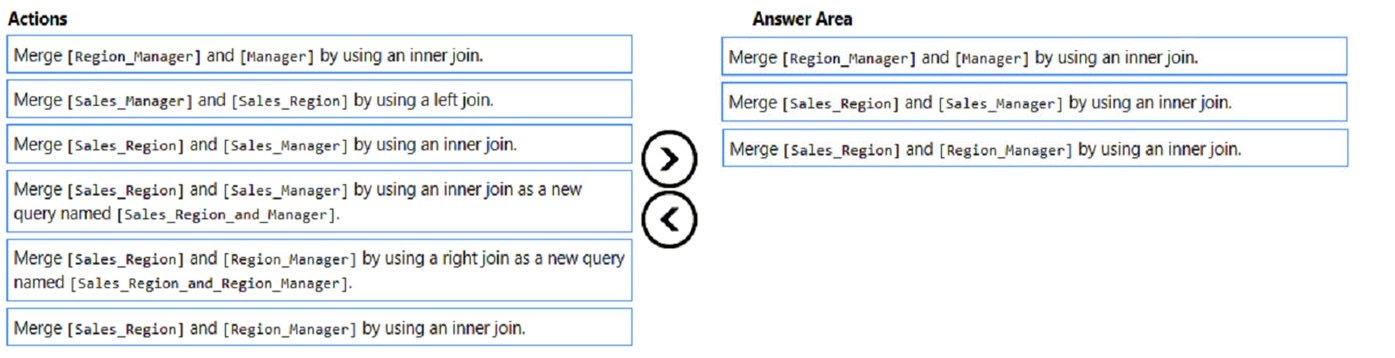 Actions
Merge [Region_Manager] and [Manager] by using an inner join.
Merge [Sales_Manager] and [Sales_Region] by using a left join.
Merge [Sales_Region] and [Sales_Manager] by using an inner join.
Merge [Sales_Region] and [Sales_Manager] by using an inner join as a new
query named [Sales_Region_and_Manager].
Merge [Sales_Region] and [Region_Manager] by using a right join as a new query
named [Sales_Region_and_Region_Manager].
Merge [Sales_Region] and [Region_Manager] by using an inner join.
Answer Area
Merge [Region_Manager] and [Manager] by using an inner join.
Merge [Sales_Region] and [Sales_Manager] by using an inner join.
Merge [Sales_Region] and [Region_Manager] by using an inner join.